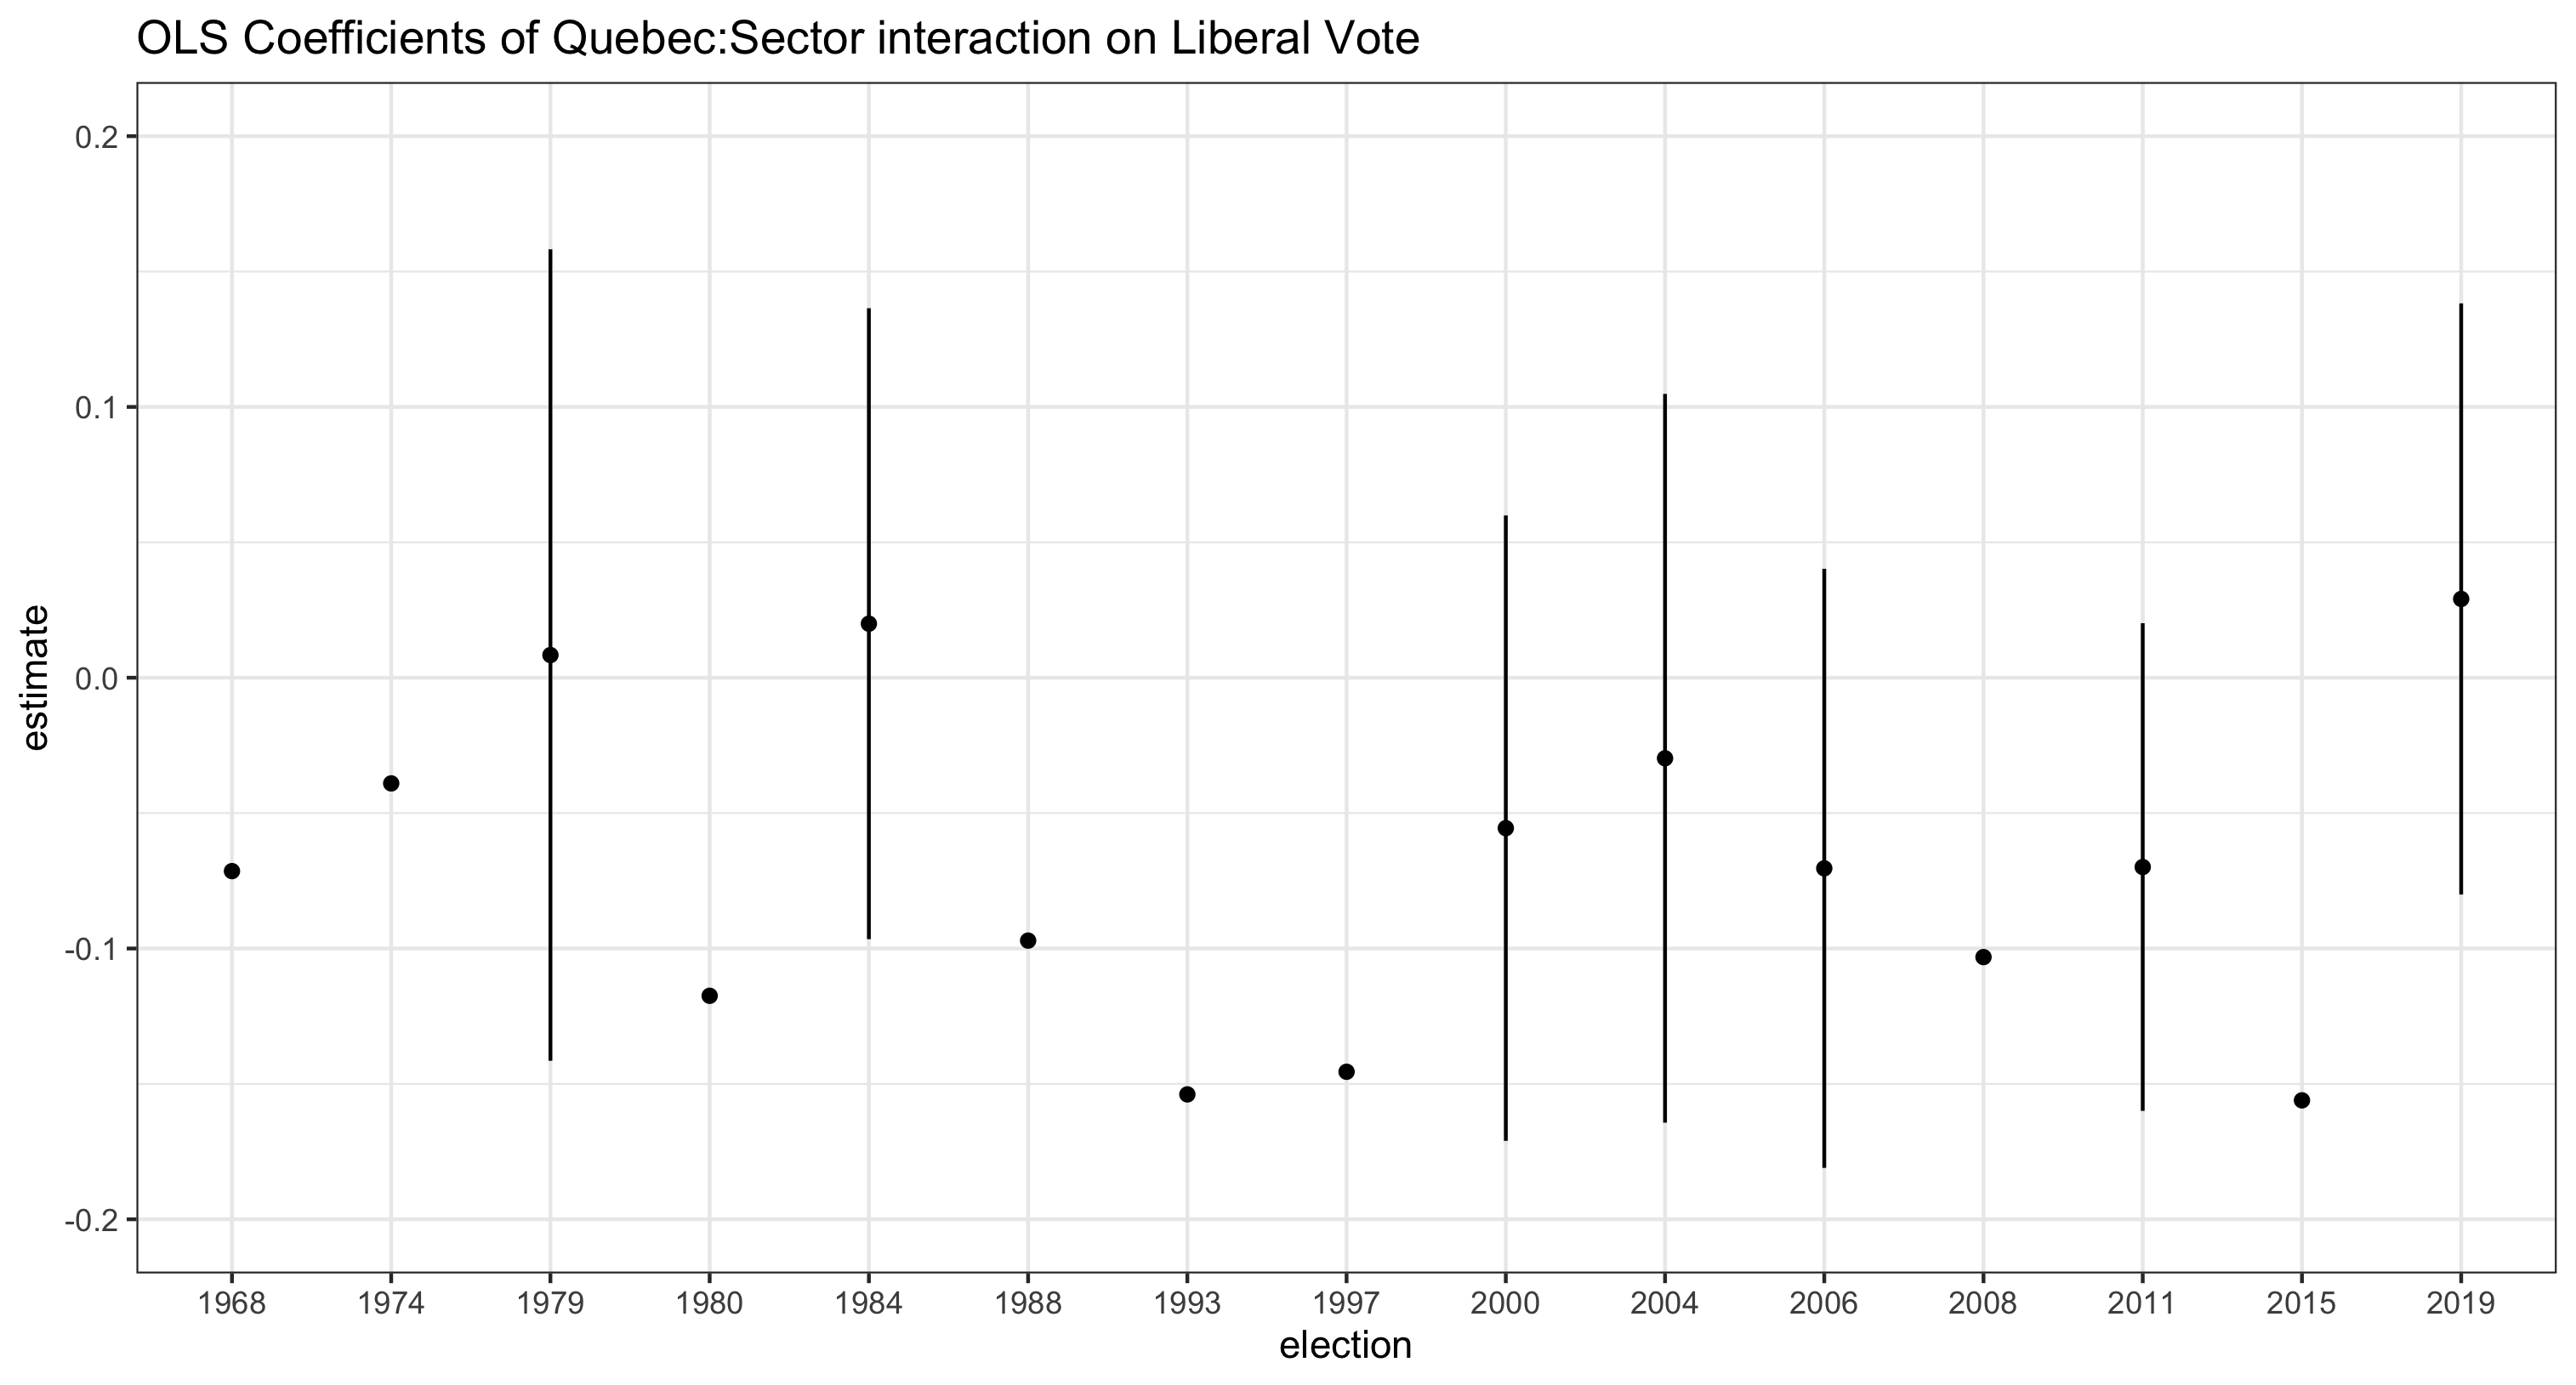 OLS Coefficients of Quebec:Sector interaction on Liberal Vote
estimate
0.2
0.1
0.0
-0.1
-0.2
1968 1974 1979 1980 1984 1988 1993 1997 2000 2004 2006 2008 2011 2015 2019
election